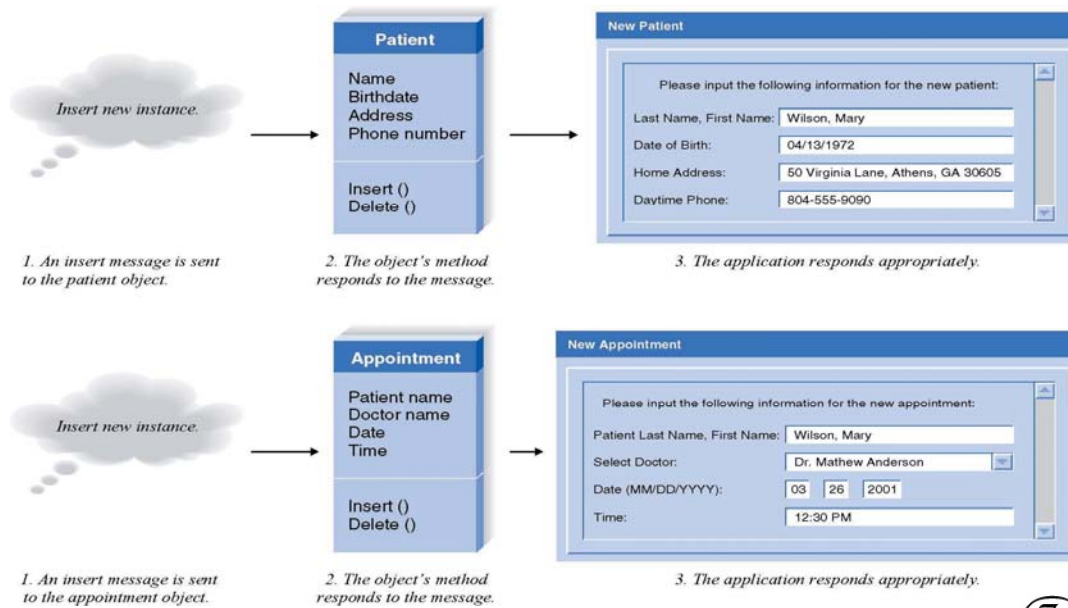 Insert new instance.
Patient
Name
Birthdate
Address
Phone number
Insert ()
Delete ()
New Patient
Please input the following information for the new patient:
Last Name, First Name: Wilson, Mary
Date of Birth: 04/13/1972
Home Address: 50 Virginia Lane, Athens, GA 30605
Daytime Phone: 804-555-9090
1. An insert message is sent
to the patient object.
2. The object's method
responds to the message.
3. The application responds appropriately.
Insert new instance.
Appointment
Patient name
Doctor name
Date
Time
Insert ()
Delete ()
New Appointment
Please input the following information for the new appointment:
Patient Last Name, First Name: Wilson, Mary
Select Doctor: Dr. Mathew Anderson
Date (MM/DD/YYYY): 03 26 2001
Time: 12:30 PM
1. An insert message is sent
to the appointment object.
2. The object's method
responds to the message.
3. The application responds appropriately.